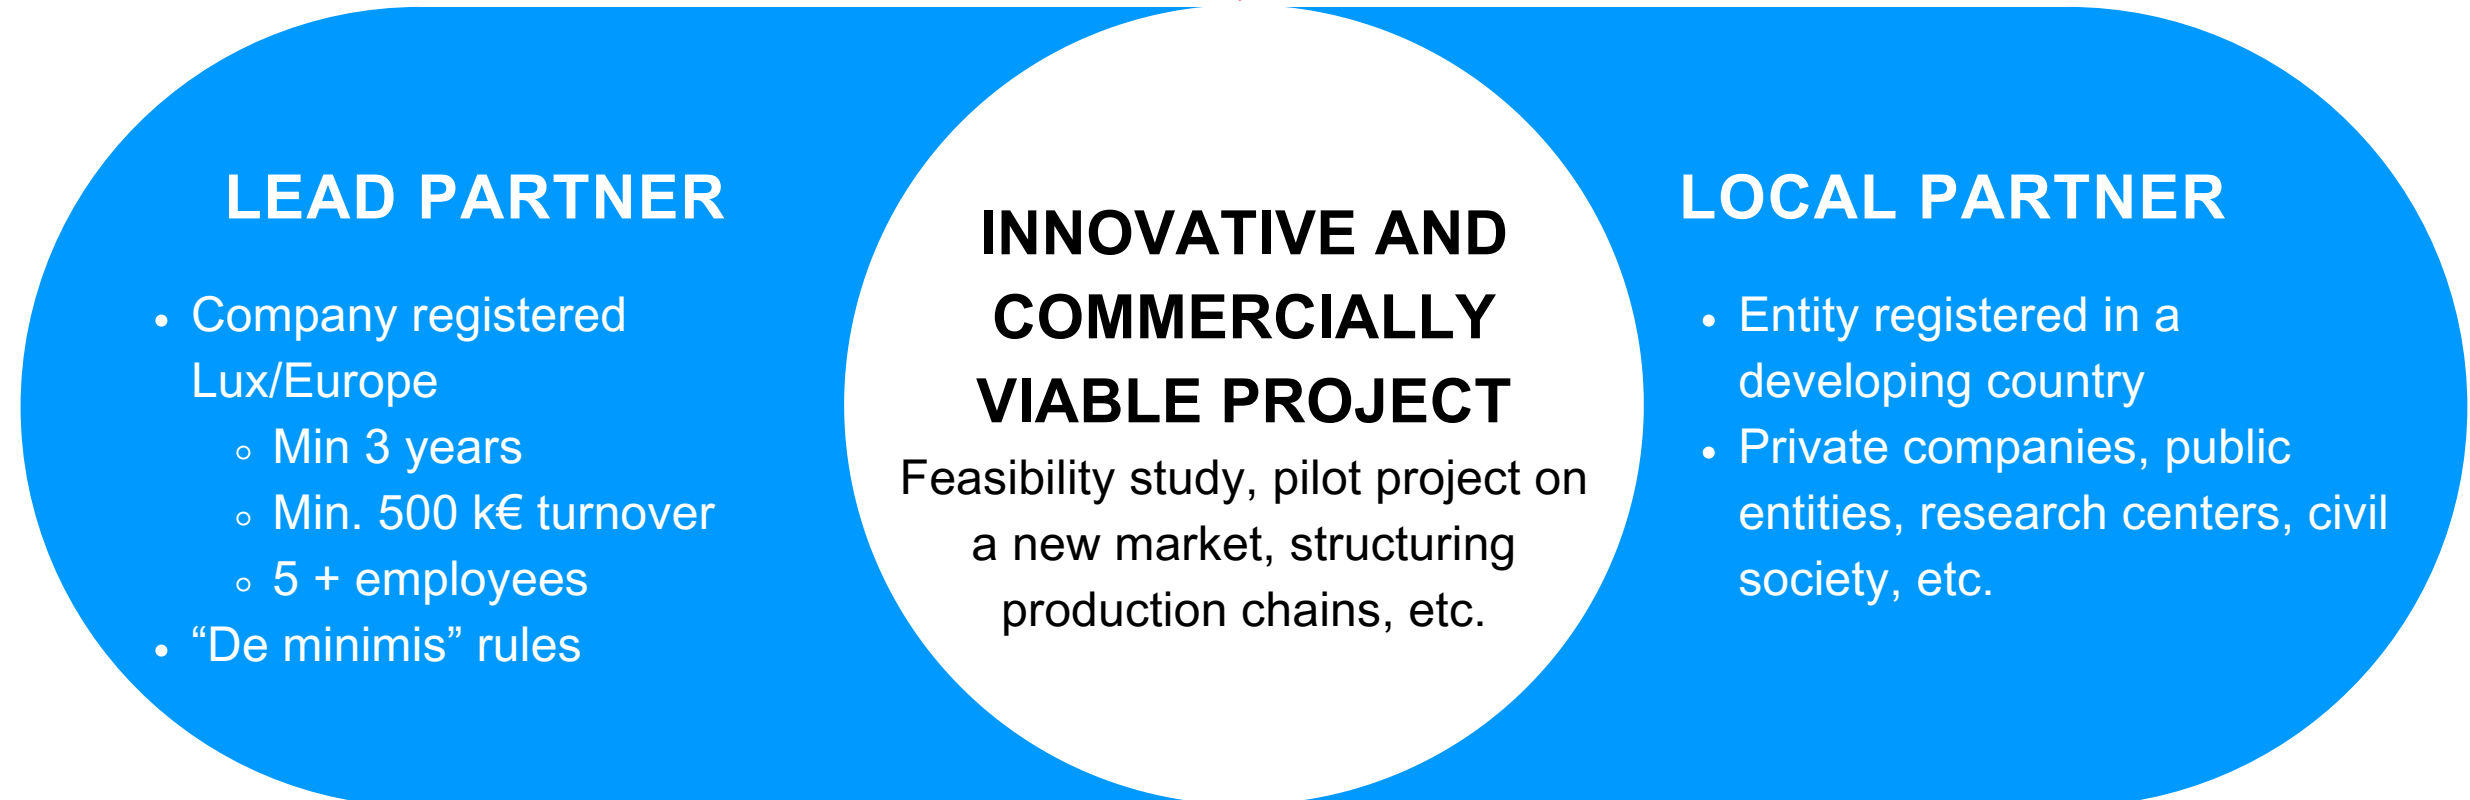 LEAD PARTNER
• Company registered
Lux/Europe
◦ Min 3 years
◦ Min. 500 k€ turnover
◦ 5 + employees
• “De minimis” rules
INNOVATIVE AND
COMMERCIALLY
VIABLE PROJECT
Feasibility study, pilot project on
a new market, structuring
production chains, etc.
LOCAL PARTNER
• Entity registered in a
developing country
• Private companies, public
entities, research centers, civil
society, etc.